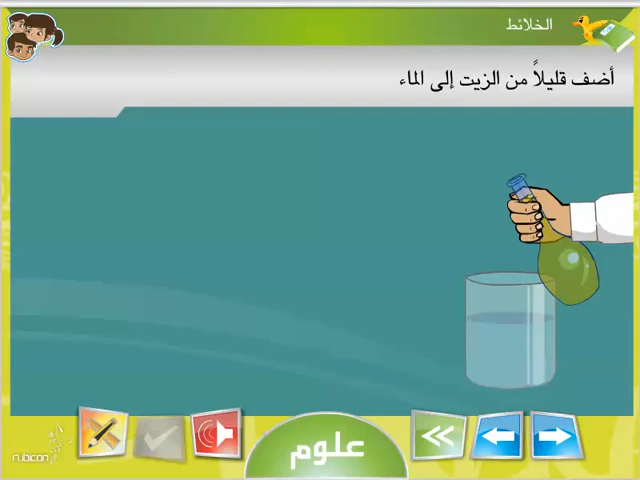 الخلائط
أضف قليلاً من الزيت إلى الماء
علوم
rubicon